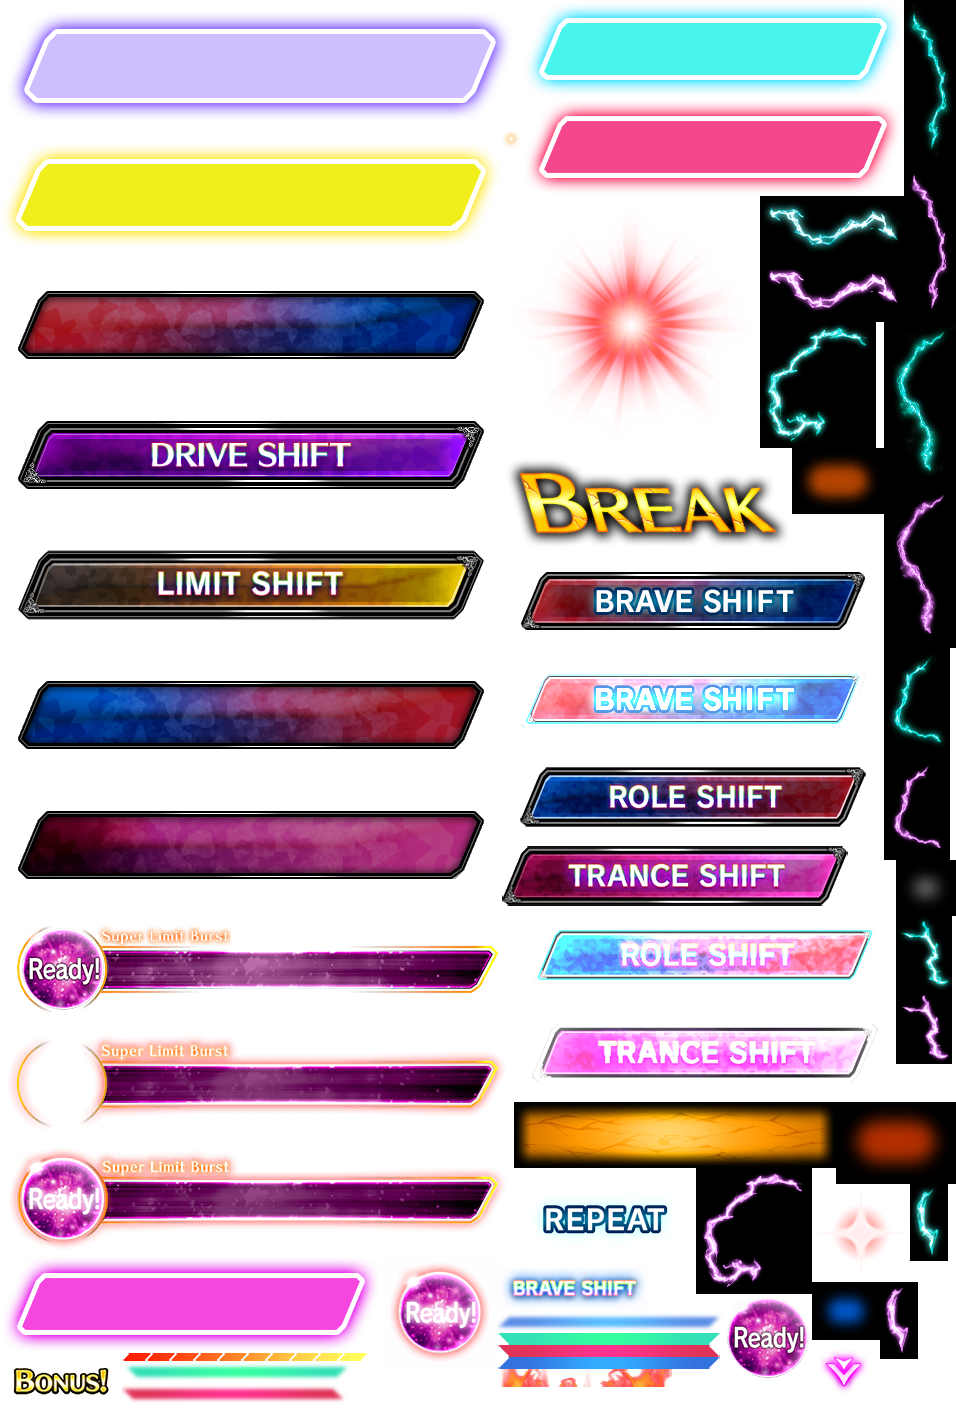 DRIVE SHIFT
BREAK
LIMIT SHIFT
BRAVE SHIFT
BRAVE SHIFT
ROLE SHIFT
TRANCE SHIFT
Super Limit Burst
Ready!
ROLE SHIFT
TRANCE SHIFT
Super Limit Burst
Super Limit Burst
Ready!
REPEAT
BRAVE SHIFT
Ready!
Ready!
BONUS!